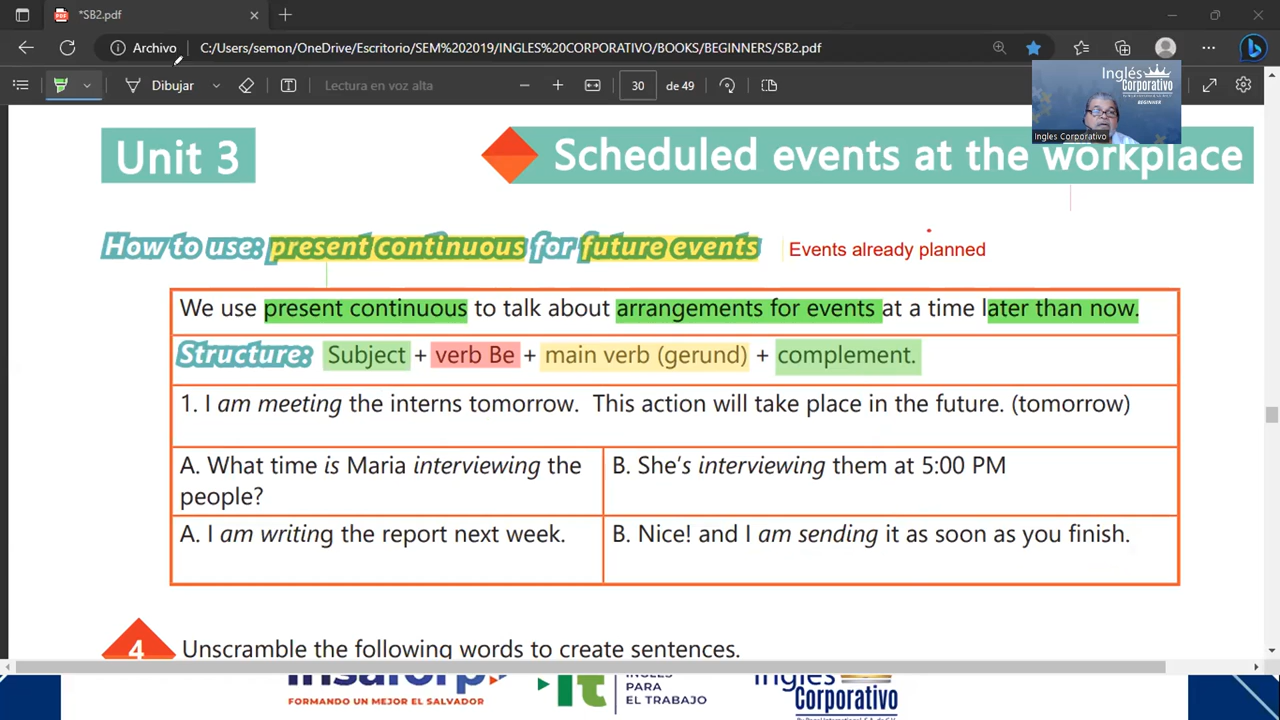 *SB2.pdf
Archivo C:/Users/semon/OneDrive/Escritorio/SEM%202019/INGLES%20CORPORATIVO/BOOKS/BEGINNERS/SB2.pdf
Dibujar Lectura en voz alta 30 de 49
Inglés
Corporativo
BEGINNER
Ingles Corporativo
Unit 3 Scheduled events at the workplace
How to use: present continuous for future events Events already planned
We use present continuous to talk about arrangements for events at a time later than now.
Structure: Subject + verb Be + main verb (gerund) + complement.
1. I am meeting the interns tomorrow. This action will take place in the future. (tomorrow)
A. What time is Maria interviewing the people?
B. She's interviewing them at 5:00 PM
A. I am writing the report next week.
B. Nice! and I am sending it as soon as you finish.
4 Unscramble the following words to create sentences.
insaforp
FORMANDO UN MEJOR EL SALVADOR
INGLÉS
PARA
EL TRABAJO
Inglés
Corporativo